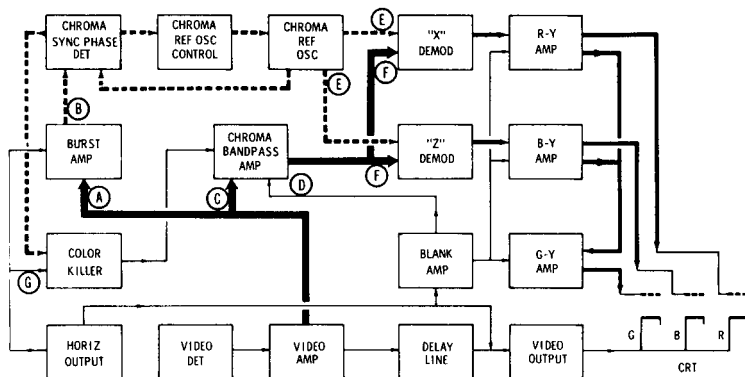 CHROMA
SYNC PHASE
DET
CHROMA
REF OSC
CONTROL
CHROMA
REF
OSC
E
"X"
DEMOD
R-Y
AMP
E
F
B
BURST
AMP
CHROMA
BANDPASS
AMP
"Z"
DEMOD
B-Y
AMP
F
D
A
C
COLOR
KILLER
G
BLANK
AMP
G-Y
AMP
HORIZ
OUTPUT
VIDEO
DET
VIDEO
AMP
DELAY
LINE
VIDEO
OUTPUT
G
B
R
CRT